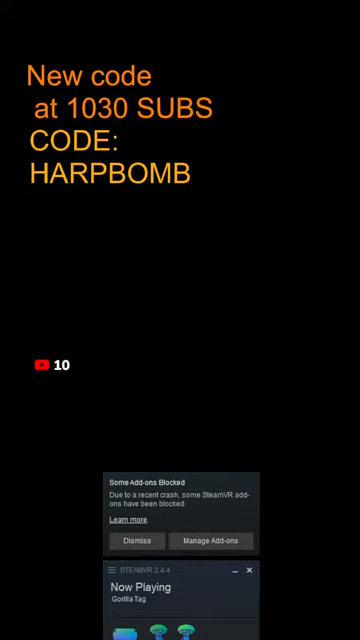 New code
at 1030 SUBS
CODE:
HARPBOMB
10
Some Add-ons Blocked
Due to a recent crash, some SteamVR add-
ons have been blocked.
Learn more.
Dismiss
Manage Add-ons
STEAMVR 2.4.4
Now Playing
Gorilla Tag